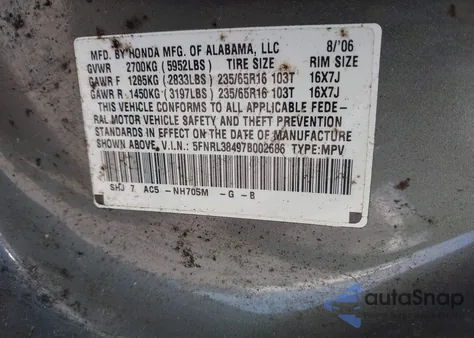 MFD. BY HONDA MFG. OF ALABAMA, LLC 8/'06
GVWR 2700KG (5952LBS) TIRE SIZE RIM SIZE
GAWR F 1285KG (2833LBS) 235/65R16 103T 16X7J
GAWR R 1450KG (3197LBS) 235/65R16 103T 16X7J
THIS VEHICLE CONFORMS TO ALL APPLICABLE FEDE-
RAL MOTOR VEHICLE SAFETY AND THEFT PREVENTION
STANDARDS IN EFFECT ON THE DATE OF MANUFACTURE
SHOWN ABOVE. V.I.N.: 5FNRL38497B002686 TYPE:MPV
SHJ 7 AC5 -NH705M -G -B
autoSnap